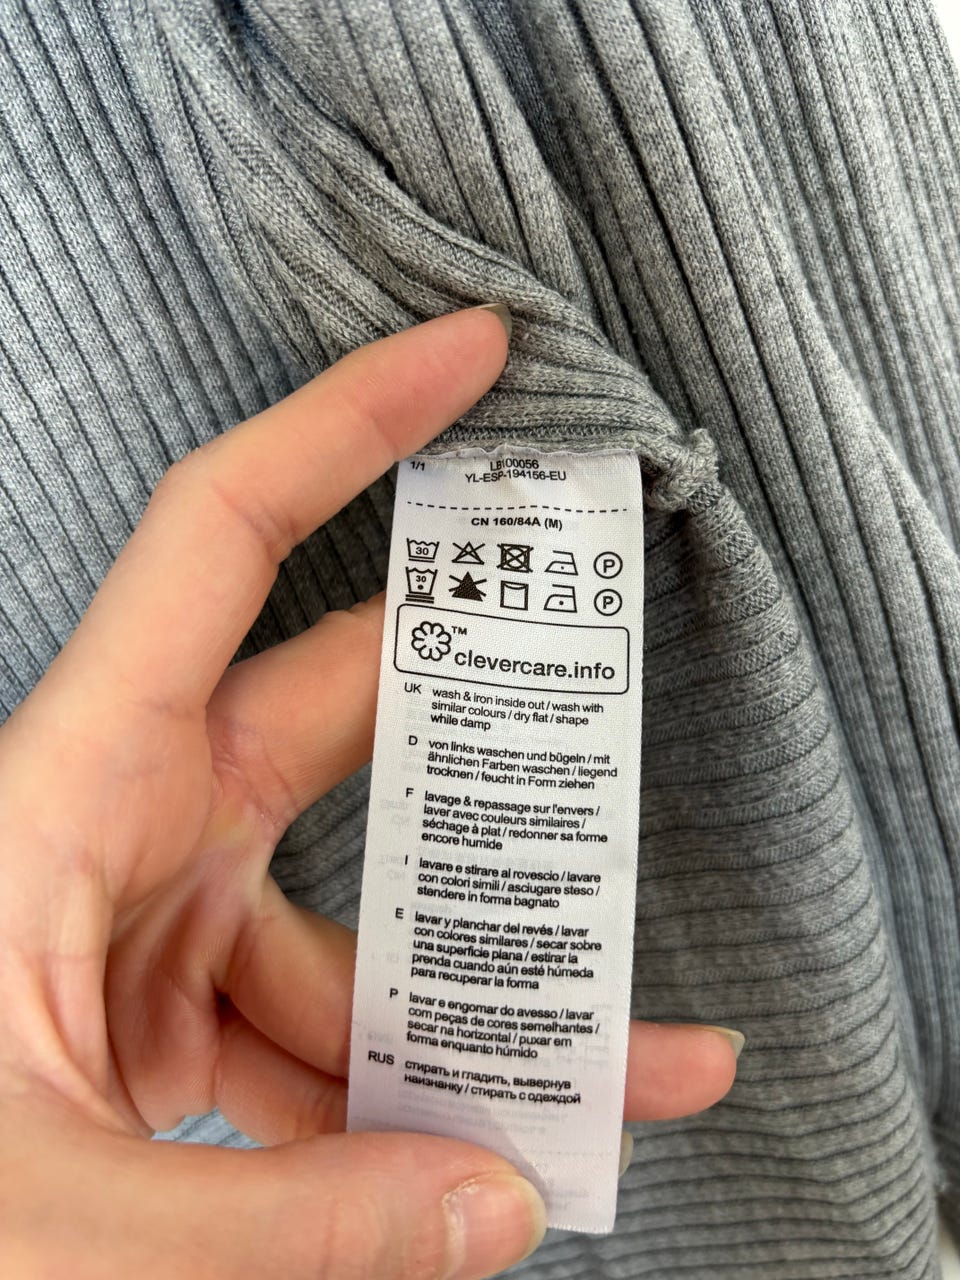 1/1
LB100056
YL-ESP-194156-EU
CN 160/84A (M)
30
P
30
P
™
clevercare.info
UK wash & iron inside out / wash with
similar colours / dry flat / shape
while damp
D von links waschen und bügeln / mit
ähnlichen Farben waschen / liegend
trocknen / feucht in Form ziehen
F lavage & repassage sur l'envers /
laver avec couleurs similaires /
séchage à plat / redonner sa forme
encore humide
I lavare e stirare al rovescio / lavare
con colori simili / asciugare steso /
stendere in forma bagnato
E lavar y planchar del revés / lavar
con colores similares / secar sobre
una superficie plana / estirar la
prenda cuando aún esté húmeda
para recuperar la forma
P lavar e engomar do avesso / lavar
com peças de cores semelhantes /
secar na horizontal / puxar em
forma enquanto húmido
RUS стирать и гладить, вывернув
наизнанку / стирать с одеждой